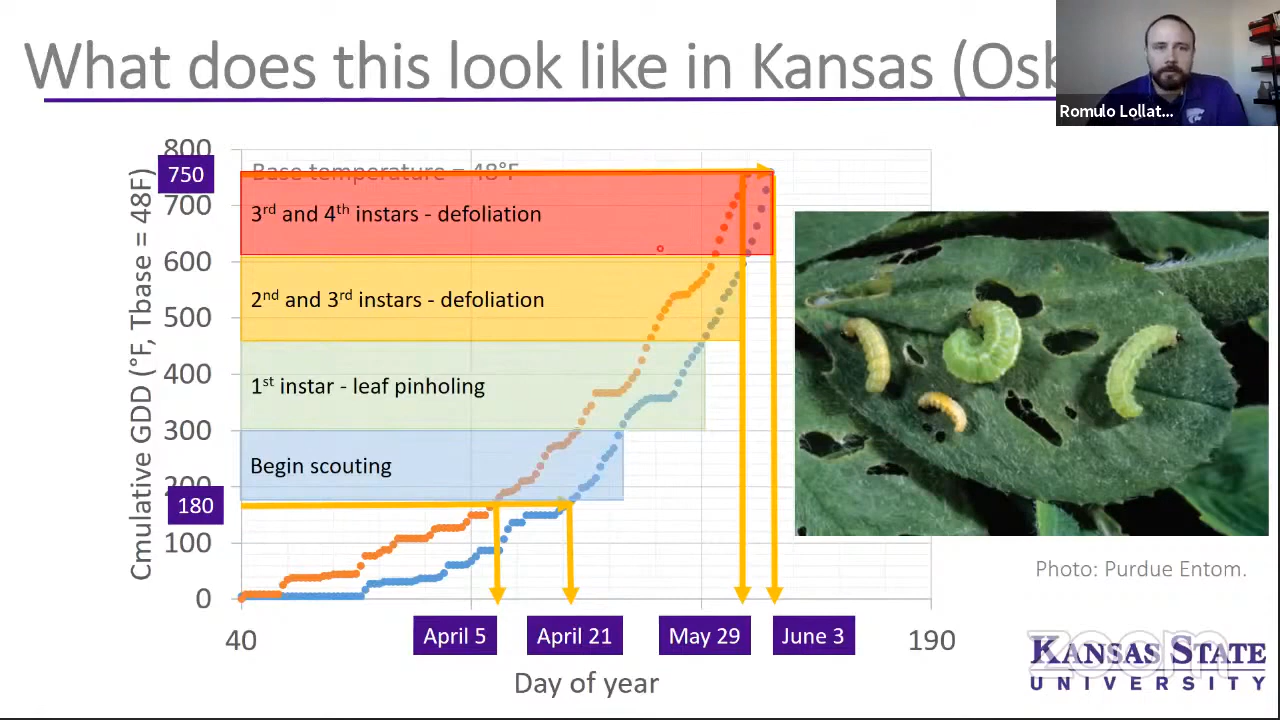 What does this look like in Kansas (Osb
Romulo Lollat...
Cmulative GDD (°F, Tbase = 48F)
800
750
Base temperature = 48°F
700
3rd and 4th instars - defoliation
600
2nd and 3rd instars - defoliation
500
400
1st instar - leaf pinholing
300
Begin scouting
200
180
100
0
40
April 5
April 21
May 29
June 3
190
Day of year
Photo: Purdue Entom.
KANSAS STATE
UNIVERSITY
zoom